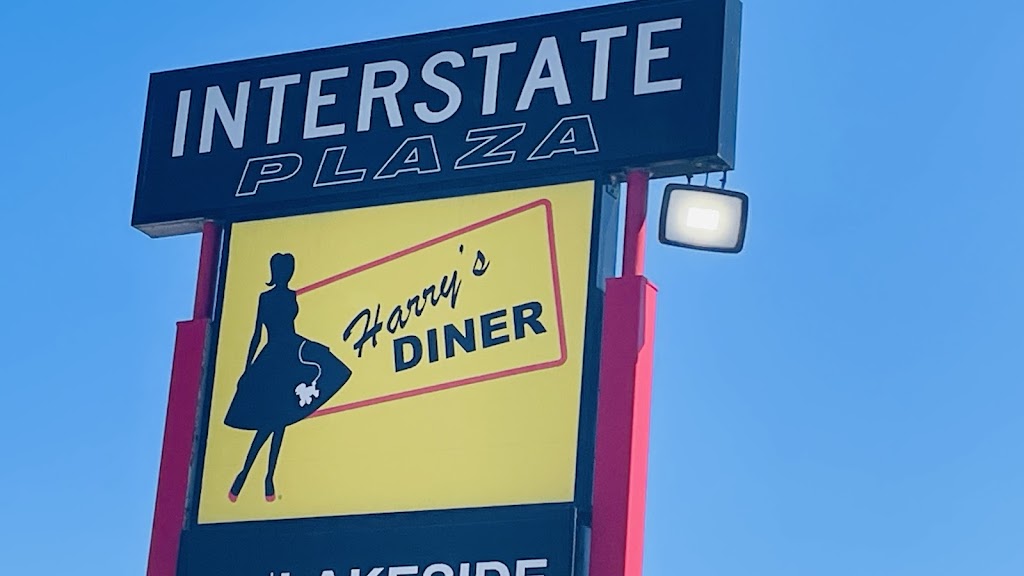 INTERSTATE
PLAZA
Harry's
DINER
LAKESIDE